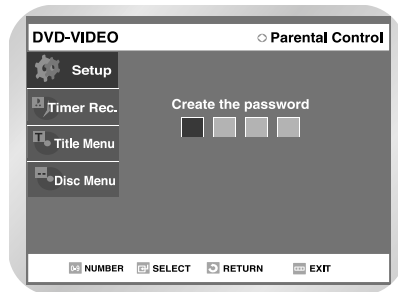 DVD-VIDEO Parental Control
Setup
Timer Rec.
Create the password
Title Menu
Disc Menu
NUMBER SELECT RETURN EXIT